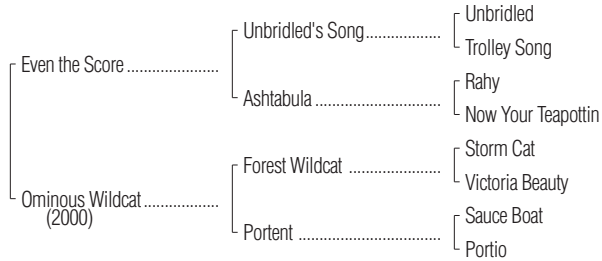 Unbridled
Unbridled's Song..................
Trolley Song
Even the Score ......................
Rahy
Ashtabula ..............................
Now Your Teapottin
Storm Cat
Forest Wildcat ......................
Victoria Beauty
Ominous Wildcat..................
(2000)
Sauce Boat
Portent ..................................
Portio